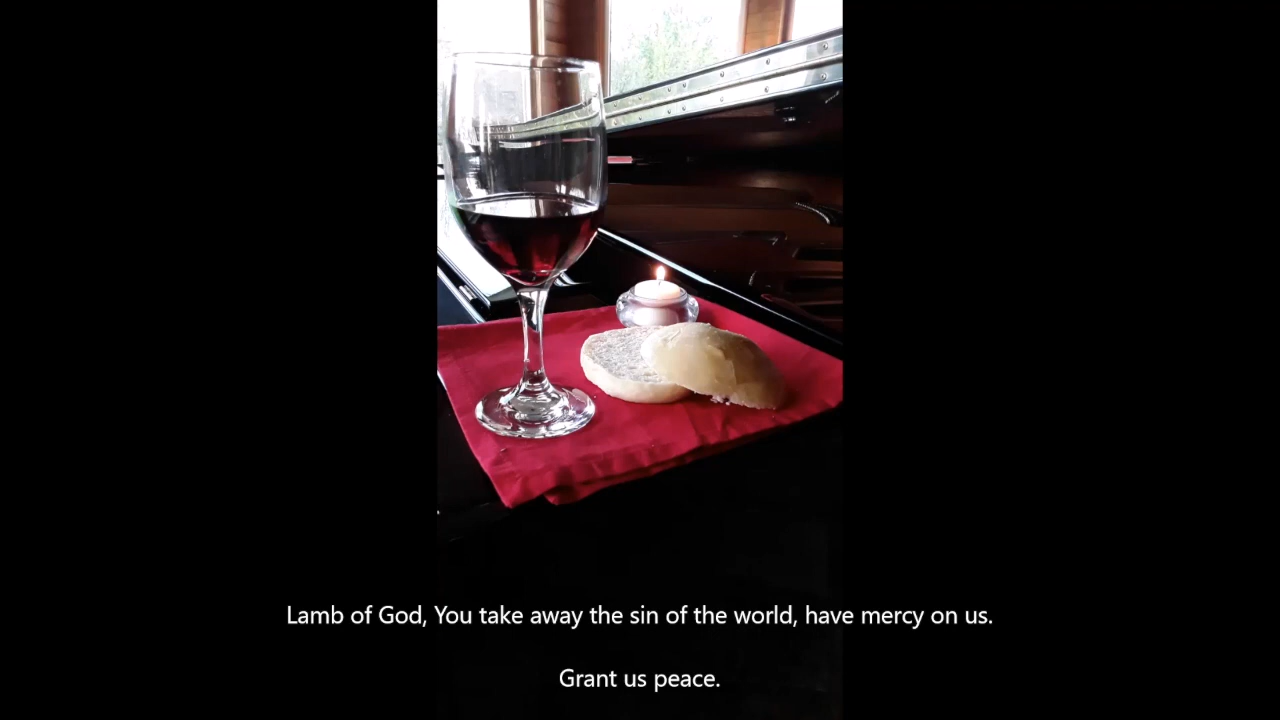 Lamb of God, You take away the sin of the world, have mercy on us.
Grant us peace.